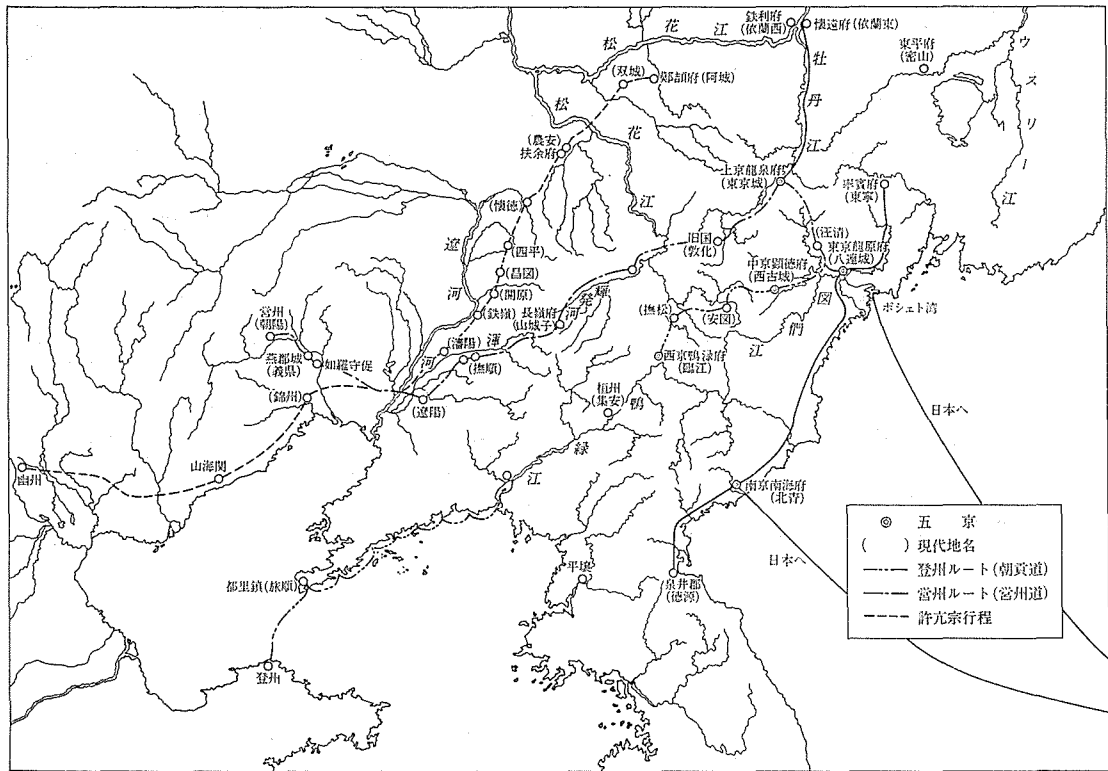 鉄利府
(依蘭西)
懐遠府(依蘭東)
東平府
(密山)
ウスリー江
松花江
牡丹江
(双城)
鄚頡府(阿城)
松花江
(農安)
扶余府
上京龍泉府
(東京城)
率賓府
(東寧)
(懐徳)
遼河
(四平)
旧国
(敦化)
(汪清)
東京龍原府
(八連城)
中京顕徳府
(西古城)
(昌図)
(開原)
輝発河
ポシェト湾
営州
(朝陽)
(鉄嶺)
長嶺府
(山城子)
撫松
(安図)
図們江
燕郡城
(義県)
如羅守捉
(瀋陽)
渾河
(撫順)
西京鴨淥府
(臨江)
桓州
(集安)
(錦州)
(遼陽)
鴨緑江
日本へ
山海関
幽州
南京南海府
(北青)
日本へ
平壌
都里鎮(旅順)
泉井郡
(徳源)
登州
◎ 五京
( ) 現代地名
登州ルート(朝貢道)
営州ルート(営州道)
許亢宗行程